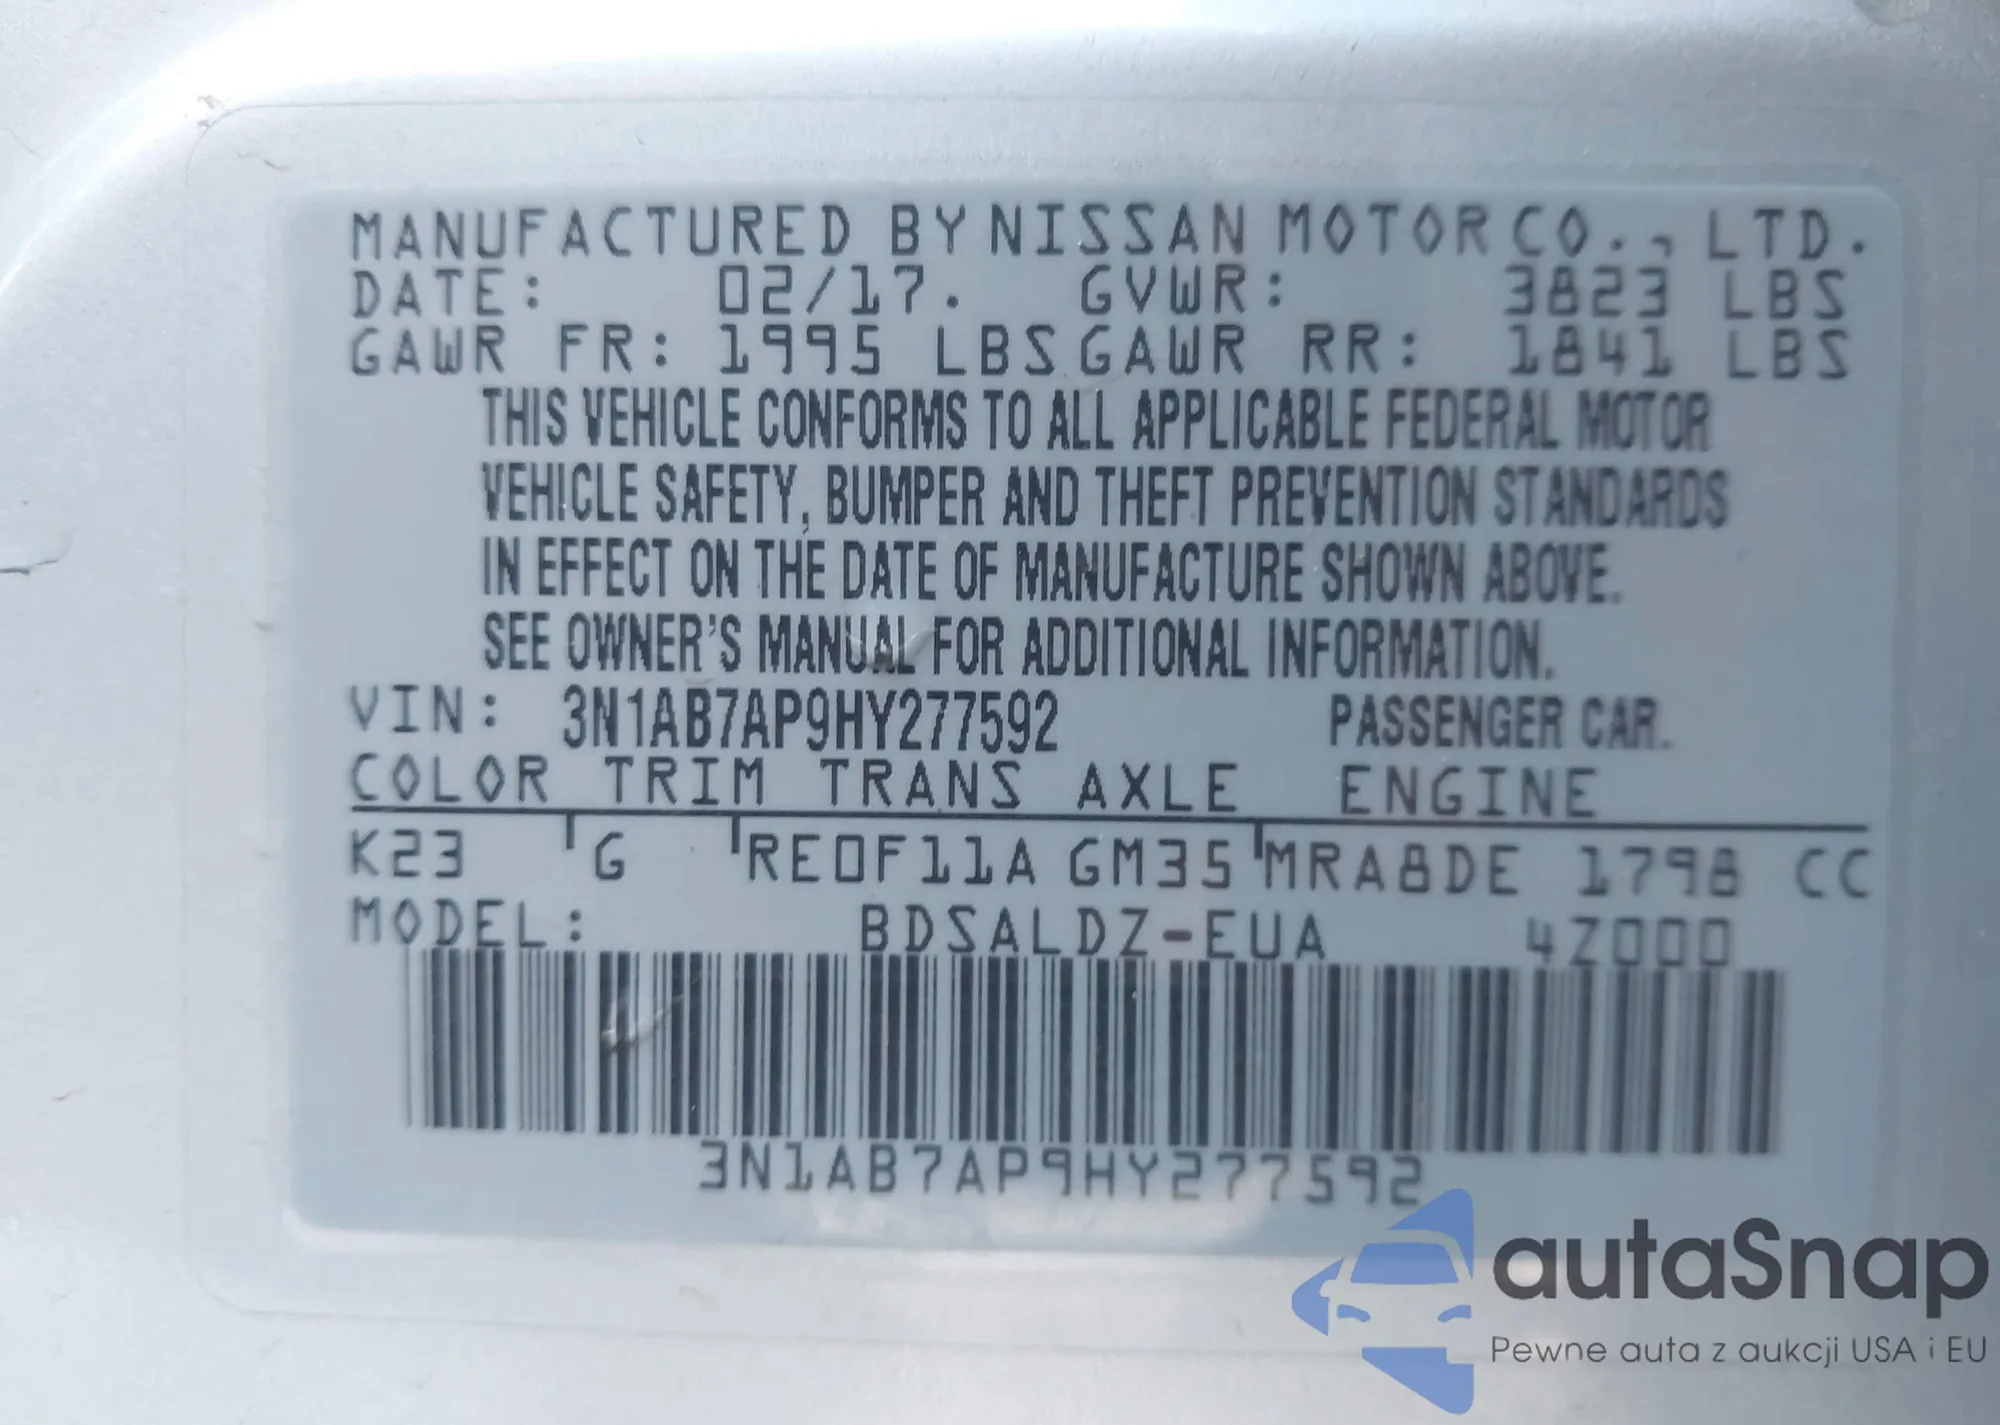 MANUFACTURED BY NISSAN MOTOR CO., LTD.
DATE: 02/17. GVWR: 3823 LBS
GAWR FR: 1995 LBS GAWR RR: 1841 LBS
THIS VEHICLE CONFORMS TO ALL APPLICABLE FEDERAL MOTOR
VEHICLE SAFETY, BUMPER AND THEFT PREVENTION STANDARDS
IN EFFECT ON THE DATE OF MANUFACTURE SHOWN ABOVE.
SEE OWNER'S MANUAL FOR ADDITIONAL INFORMATION.
VIN: 3N1AB7AP9HY277592 PASSENGER CAR.
COLOR TRIM TRANS AXLE ENGINE
K23 G RE0F11A GM35 MRA8DE 1798 CC
MODEL: BDSALDZ-EUA 4Z000
3N1AB7AP9HY277592
autaSnap
Pewne auta z aukcji USA i EU